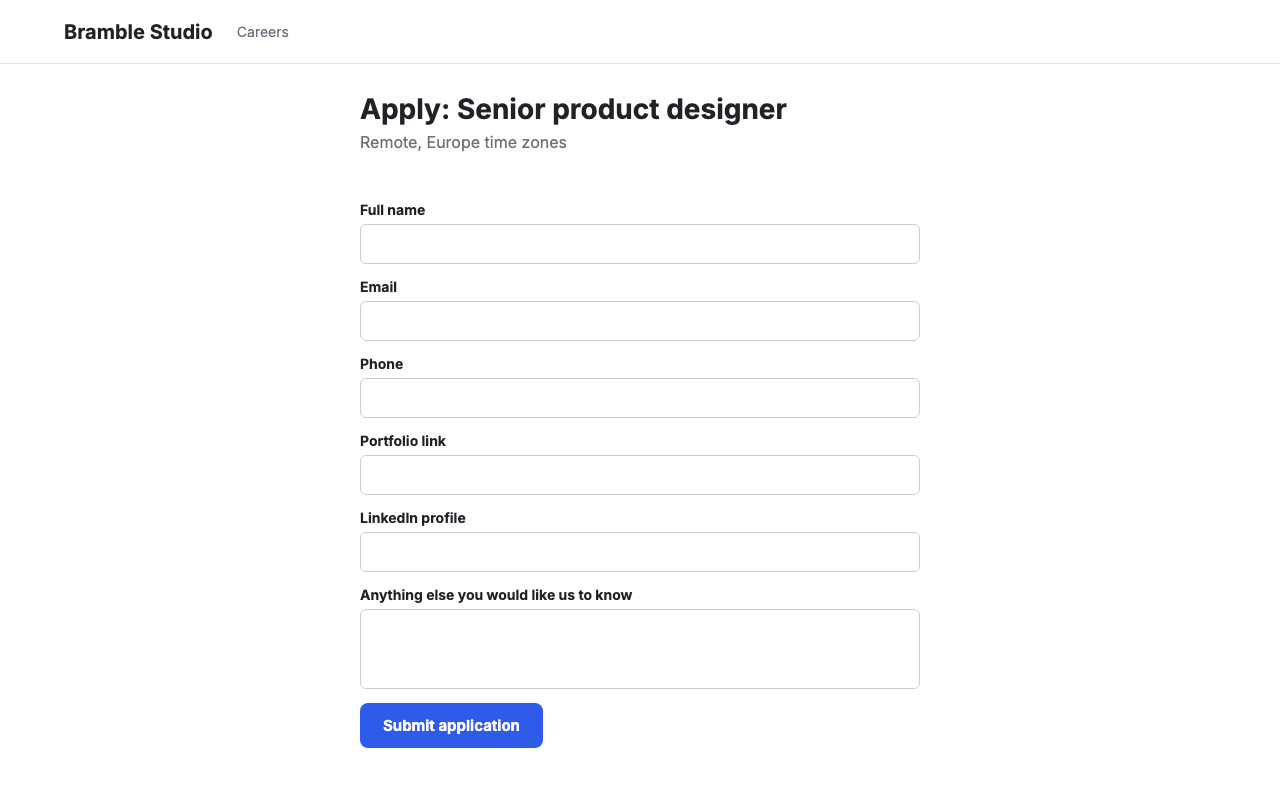 Bramble Studio Careers
Apply: Senior product designer
Remote, Europe time zones
Full name
Email
Phone
Portfolio link
LinkedIn profile
Anything else you would like us to know
Submit application